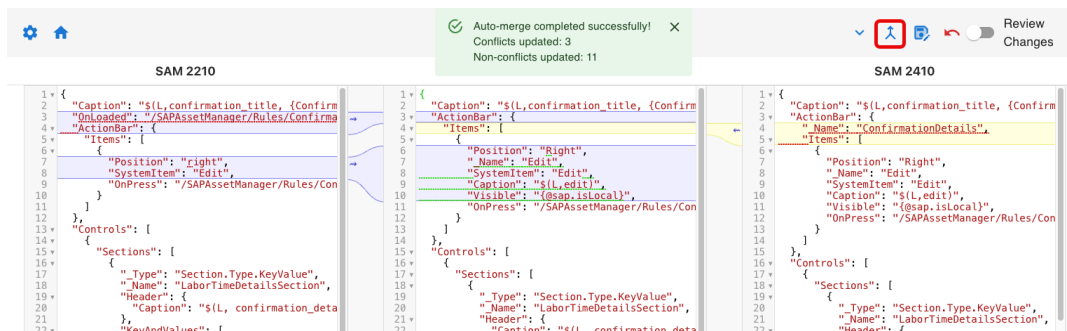 Auto-merge completed successfully!
Conflicts updated: 3
Non-conflicts updated: 11
Review
Changes
SAM 2210
SAM 2410
1 {
2 "Caption": "$(L,confirmation_title, {Confirm
3 "OnLoaded": "/SAPAssetManager/Rules/Confirma
4 "ActionBar": {
5 "Items": [
6 {
7 "Position": "right",
8 "SystemItem": "Edit",
9 "OnPress": "/SAPAssetManager/Rules/Con
10 }
11 ]
12 },
13 "Controls": [
14 {
15 "Sections": [
16 {
17 "_Type": "Section.Type.KeyValue",
18 "_Name": "LaborTimeDetailsSection",
19 "Header": {
20 "Caption": "$(L, confirmation_deta
21 },
22 "KeyAndValues": [
1 {
2 "Caption": "$(L,confirmation_title, {Confirm
3 "ActionBar": {
4 "Items": [
5 {
6 "Position": "Right",
7 "_Name": "Edit",
8 "SystemItem": "Edit",
9 "Caption": "$(L,edit)",
10 "Visible": "{@sap.isLocal}",
11 "OnPress": "/SAPAssetManager/Rules/Con
12 }
13 ]
14 },
15 "Controls": [
16 {
17 "Sections": [
18 {
19 "_Type": "Section.Type.KeyValue",
20 "_Name": "LaborTimeDetailsSection",
21 "Header": {
22 "Caption": "$(L, confirmation_deta
1 {
2 "Caption": "$(L,confirmation_title, {Confirm
3 "ActionBar": {
4 "_Name": "ConfirmationDetails",
5 "Items": [
6 {
7 "Position": "Right",
8 "_Name": "Edit",
9 "SystemItem": "Edit",
10 "Caption": "$(L,edit)",
11 "Visible": "{@sap.isLocal}",
12 "OnPress": "/SAPAssetManager/Rules/Con
13 }
14 ]
15 },
16 "Controls": [
17 {
18 "Sections": [
19 {
20 "_Type": "Section.Type.KeyValue",
21 "_Name": "LaborTimeDetailsSection",
22 "Header": {